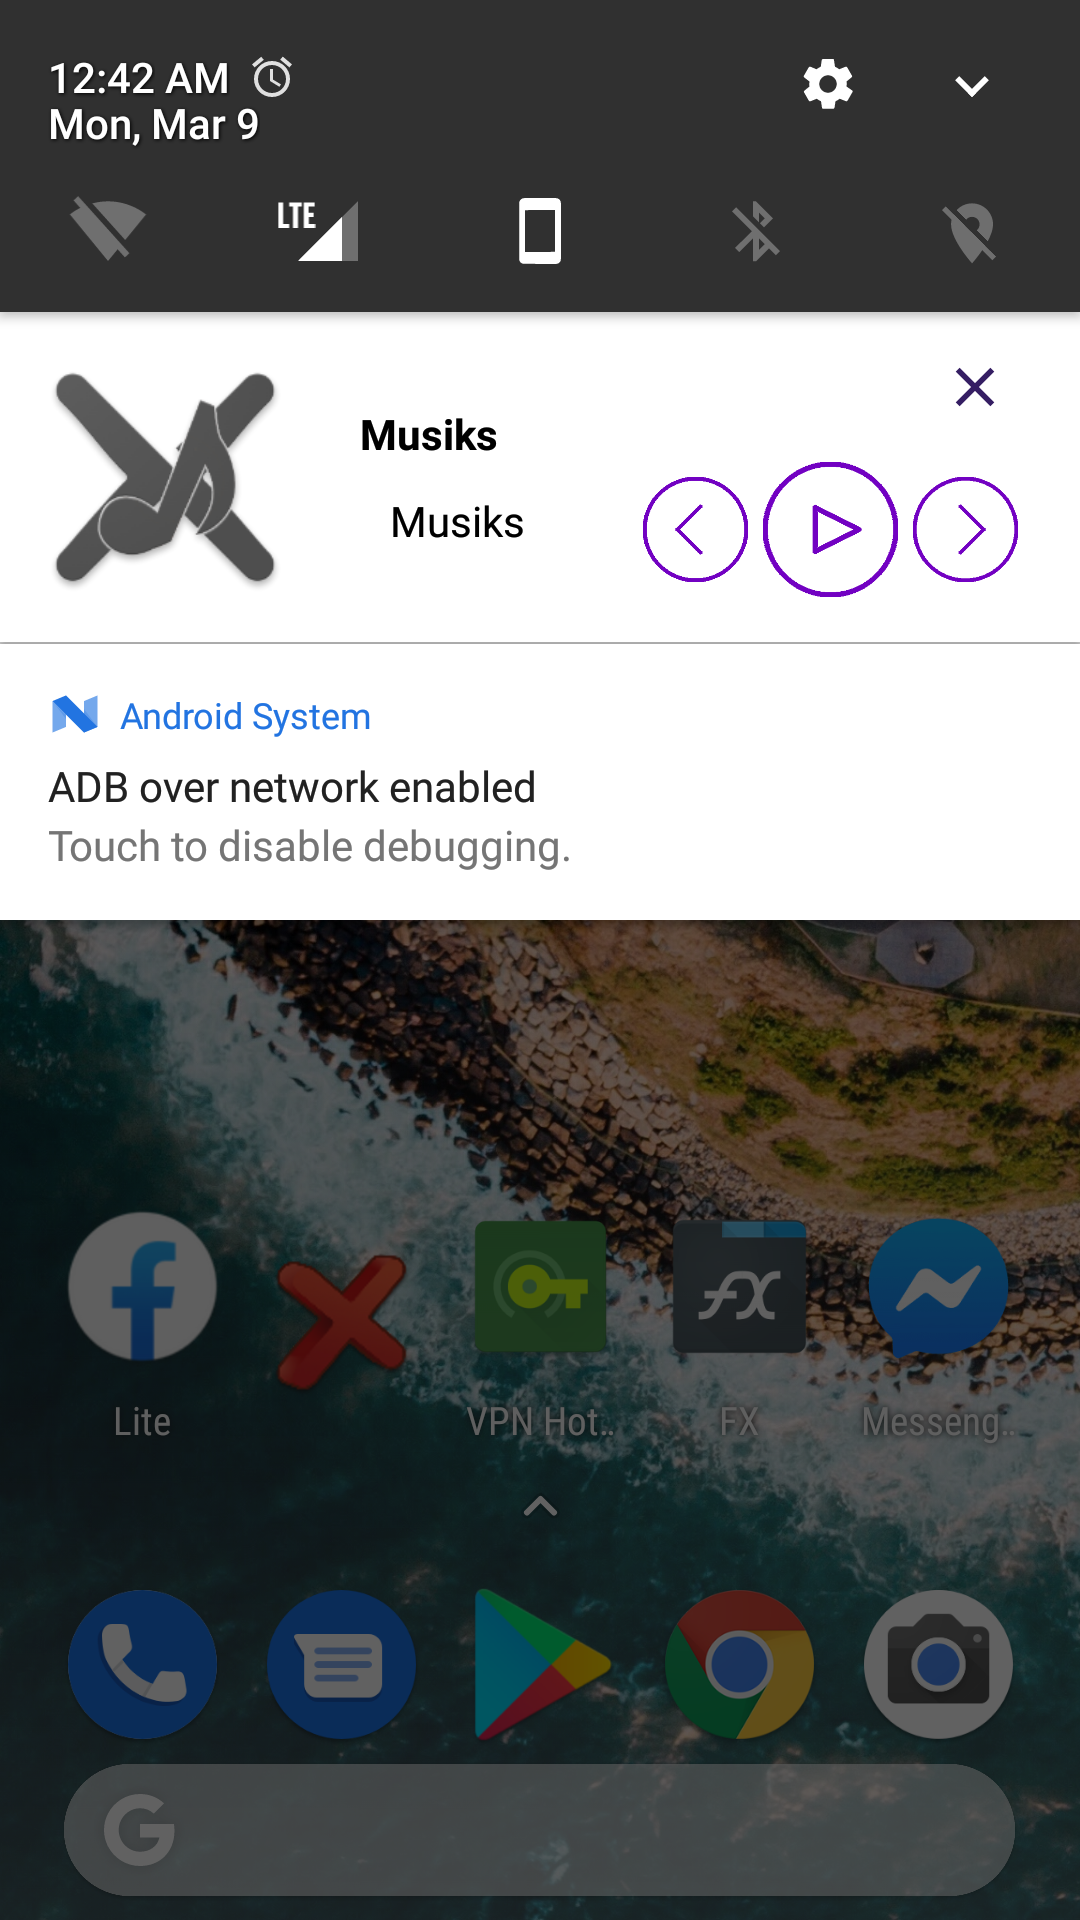 12:42 AM
Mon, Mar 9
LTE
Musiks
Musiks
Android System
ADB over network enabled
Touch to disable debugging.
FX
Lite
VPN Hot...
FX
Messeng...
G